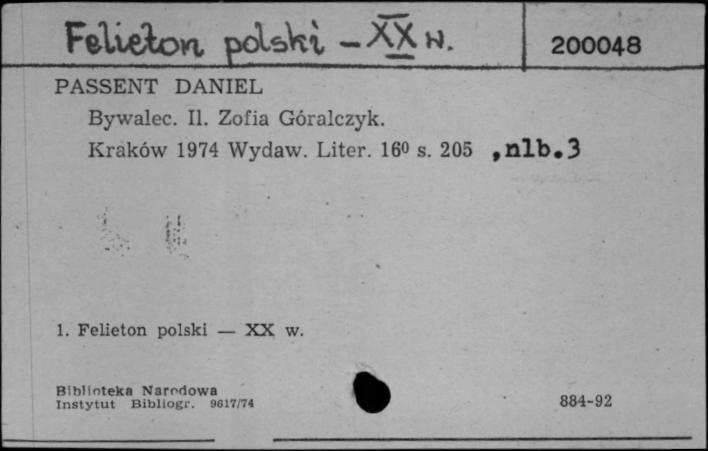 Felieton polski – XX w.
200048
PASSENT DANIEL
Bywalec. Il. Zofia Góralczyk.
Kraków 1974 Wydaw. Liter. 16⁰ s. 205 ,nlb.3
1. Felieton polski — XX w.
Biblioteka Narodowa
Instytut Bibliogr. 9617/74
884-92